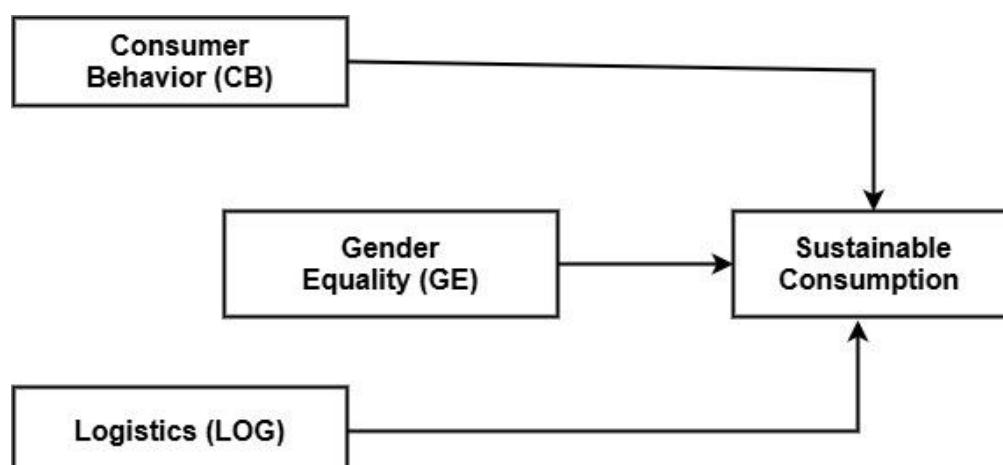 Consumer
Behavior (CB)
Gender
Equality (GE)
Sustainable
Consumption
Logistics (LOG)